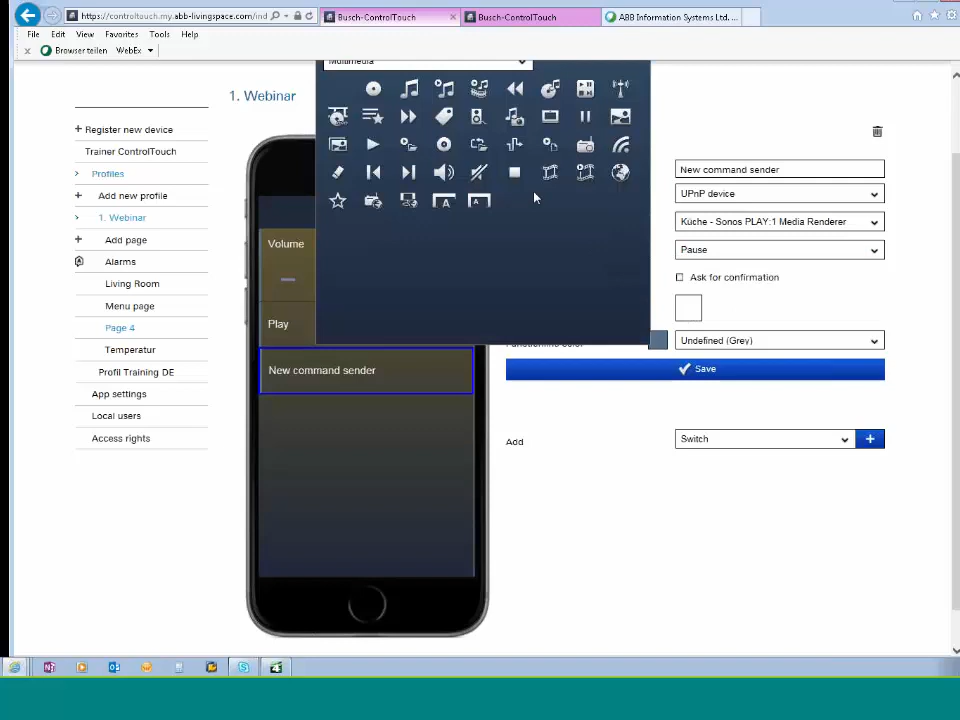 https://controltouch.my.abb-livingspace.com/ind
Busch-ControlTouch
Busch-ControlTouch
ABB Information Systems Ltd. ...
File Edit View Favorites Tools Help
Browser teilen WebEx
Multimedia
1. Webinar
Register new device
Trainer ControlTouch
Profiles
Add new profile
1. Webinar
Add page
Alarms
Living Room
Menu page
Page 4
Temperatur
Profil Training DE
App settings
Local users
Access rights
Volume
Play
New command sender
New command sender
UPnP device
Küche - Sonos PLAY:1 Media Renderer
Pause
Ask for confirmation
Undefined (Grey)
Save
Add
Switch